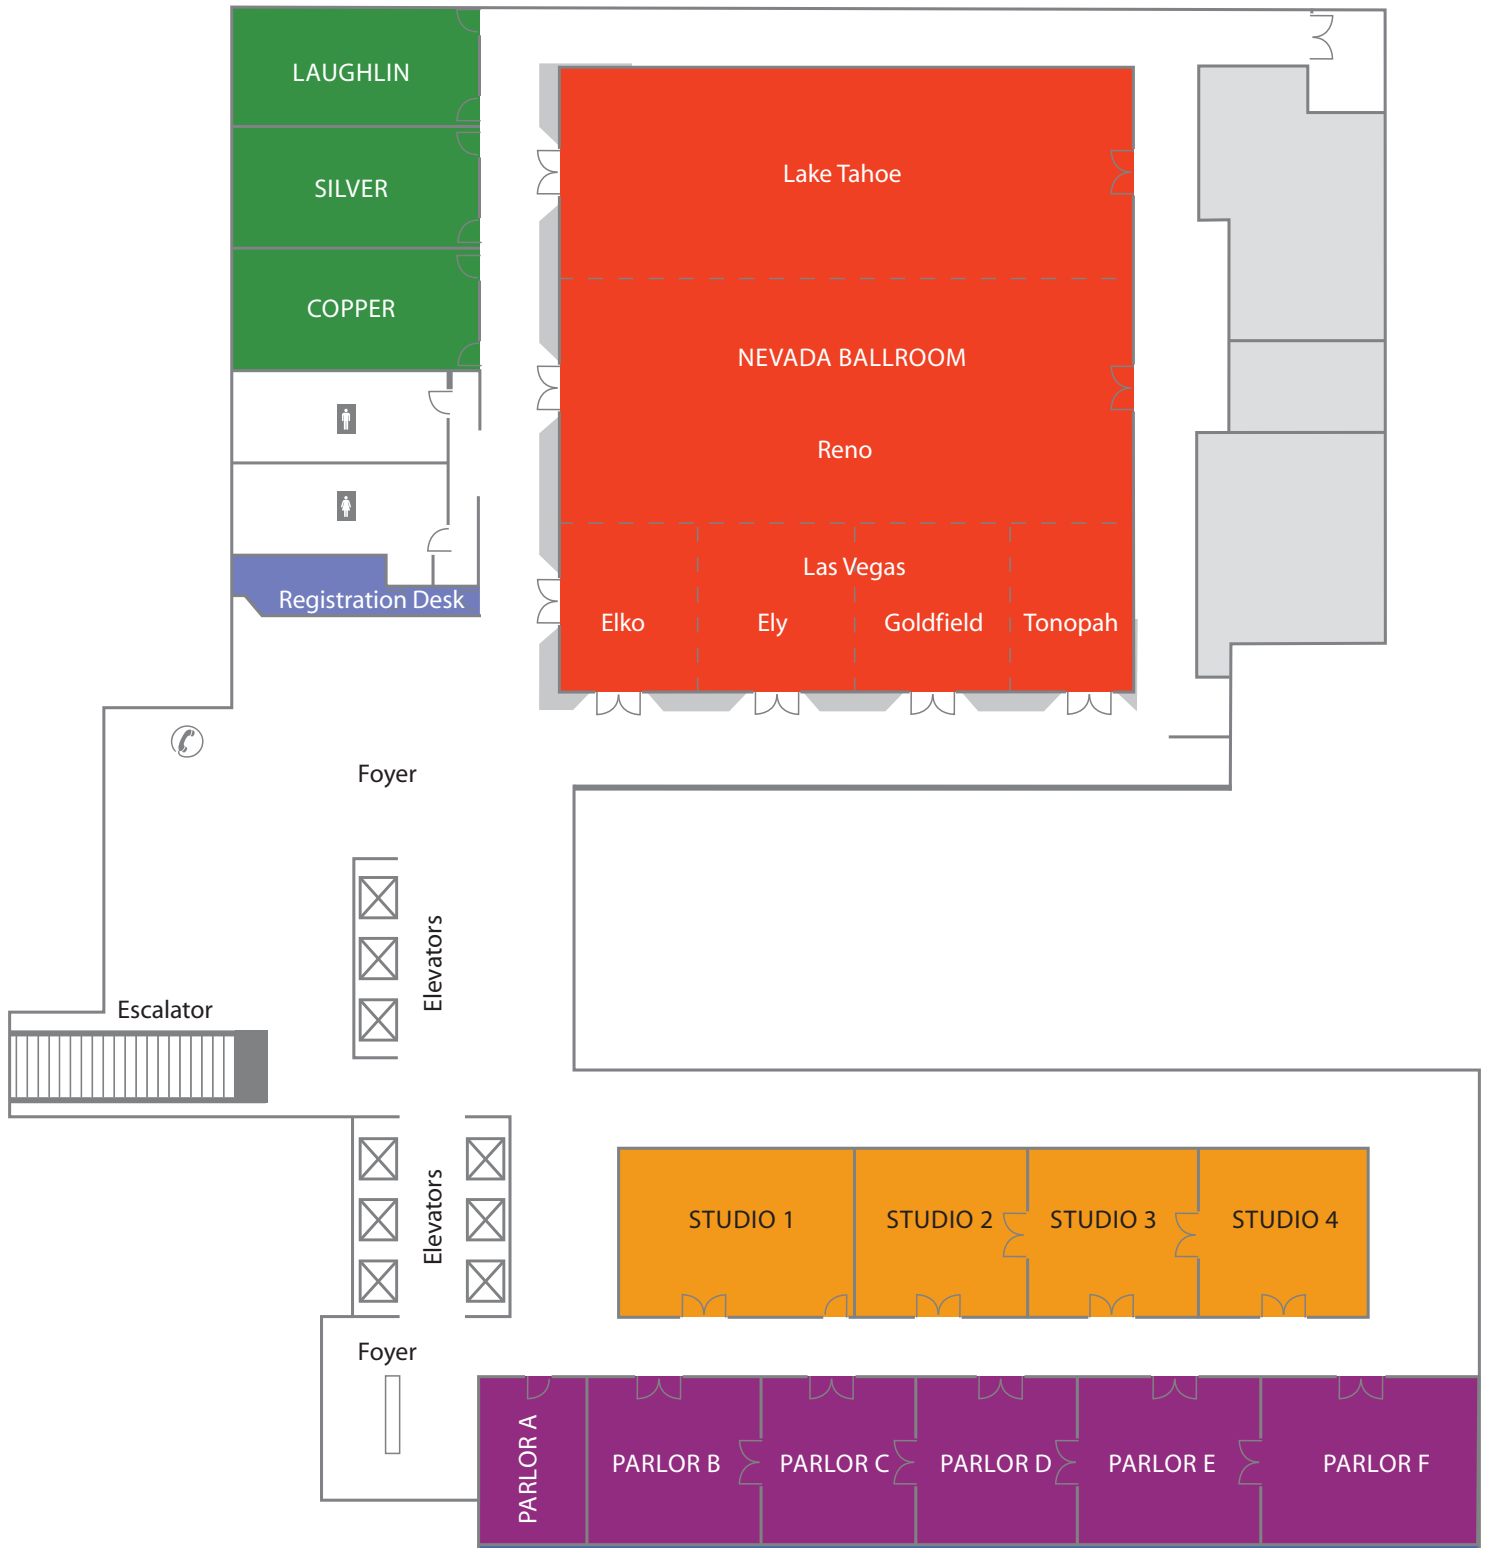 LAUGHLIN
SILVER
COPPER
Registration Desk
Lake Tahoe
NEVADA BALLROOM
Reno
Las Vegas
Elko
Ely
Goldfield
Tonopah
Foyer
Elevators
Escalator
Elevators
Foyer
STUDIO 1
STUDIO 2
STUDIO 3
STUDIO 4
PARLOR A
PARLOR B
PARLOR C
PARLOR D
PARLOR E
PARLOR F